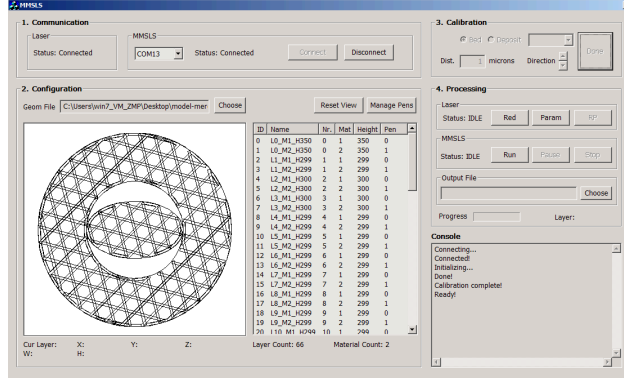 MMSLS
1. Communication
Laser
Status: Connected
MMSLS
COM13
Status: Connected
Connect
Disconnect
2. Configuration
Geom File
C:\Users\win7_VM_ZMP\Desktop\model-mer
Choose
Reset View
Manage Pens
ID Name Nr. Mat Height Pen
0 L0_M1_H350 0 1 350 0
1 L0_M2_H350 0 2 350 1
2 L1_M1_H299 1 1 299 0
3 L1_M2_H299 1 2 299 1
4 L2_M1_H300 2 1 300 0
5 L2_M2_H300 2 2 300 1
6 L3_M1_H300 3 1 300 0
7 L3_M2_H300 3 2 300 1
8 L4_M1_H299 4 1 299 0
9 L4_M2_H299 4 2 299 1
10 L5_M1_H299 5 1 299 0
11 L5_M2_H299 5 2 299 1
12 L6_M1_H299 6 1 299 0
13 L6_M2_H299 6 2 299 1
14 L7_M1_H299 7 1 299 0
15 L7_M2_H299 7 2 299 1
16 L8_M1_H299 8 1 299 0
17 L8_M2_H299 8 2 299 1
18 L9_M1_H299 9 1 299 0
19 L9_M2_H299 9 2 299 1
20 L10_M1_H299 10 1 299 0
Cur Layer: X: Y: Z:
W: H:
Layer Count: 66 Material Count: 2
3. Calibration
Bed Deposit
Done
Dist. 1 microns Direction
4. Processing
Laser
Status: IDLE
Red
Param
RP
MMSLS
Status: IDLE
Run
Pause
Stop
Output File
Choose
Progress
Layer:
Console
Connecting...
Connected!
Initializing...
Done!
Calibration complete!
Ready!